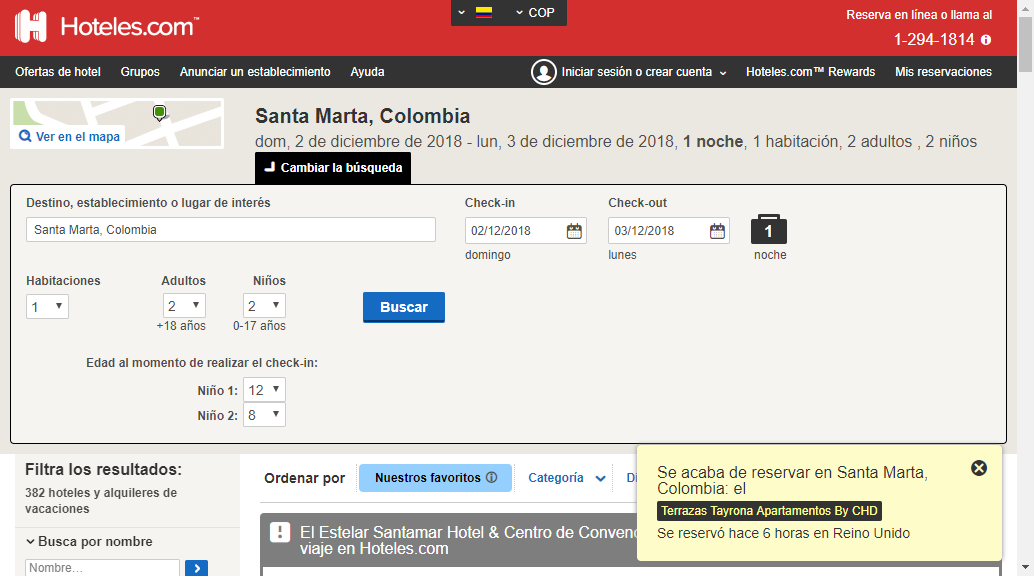 Hoteles.com™
COP
Reserva en línea o llama al
1-294-1814
Ofertas de hotel Grupos Anunciar un establecimiento Ayuda Iniciar sesión o crear cuenta Hoteles.com™ Rewards Mis reservaciones
Ver en el mapa
Santa Marta, Colombia
dom, 2 de diciembre de 2018 - lun, 3 de diciembre de 2018, 1 noche, 1 habitación, 2 adultos , 2 niños
Cambiar la búsqueda
Destino, establecimiento o lugar de interés
Santa Marta, Colombia
Check-in
02/12/2018
domingo
Check-out
03/12/2018
lunes
1
noche
Habitaciones
1
Adultos
2
+18 años
Niños
2
0-17 años
Buscar
Edad al momento de realizar el check-in:
Niño 1: 12
Niño 2: 8
Filtra los resultados:
382 hoteles y alquileres de
vacaciones
Busca por nombre
Nombre...
Ordenar por Nuestros favoritos Categoría Di
El Estelar Santamar Hotel & Centro de Convenc
viaje en Hoteles.com
Se acaba de reservar en Santa Marta,
Colombia: el
Terrazas Tayrona Apartamentos By CHD
Se reservó hace 6 horas en Reino Unido